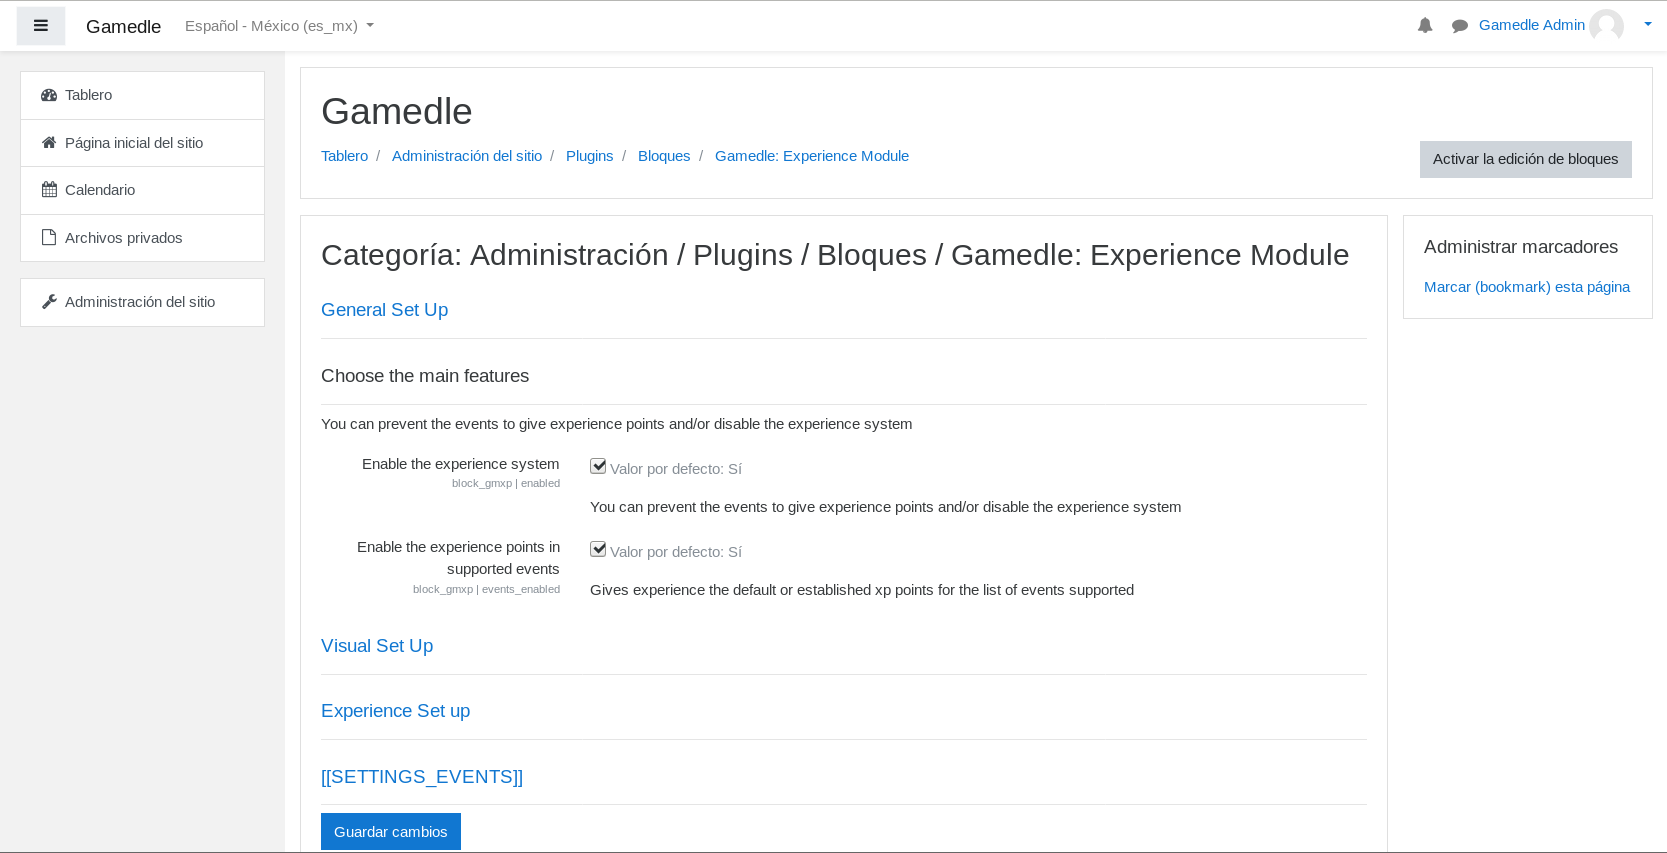 Gamedle
Español - México (es_mx)
Gamedle Admin
Tablero
Página inicial del sitio
Calendario
Archivos privados
Administración del sitio
Gamedle
Tablero / Administración del sitio / Plugins / Bloques / Gamedle: Experience Module
Activar la edición de bloques
Categoría: Administración / Plugins / Bloques / Gamedle: Experience Module
General Set Up
Choose the main features
You can prevent the events to give experience points and/or disable the experience system
Enable the experience system
block_gmxp | enabled
Valor por defecto: Sí
You can prevent the events to give experience points and/or disable the experience system
Enable the experience points in
supported events
block_gmxp | events_enabled
Valor por defecto: Sí
Gives experience the default or established xp points for the list of events supported
Visual Set Up
Experience Set up
[[SETTINGS_EVENTS]]
Guardar cambios
Administrar marcadores
Marcar (bookmark) esta página